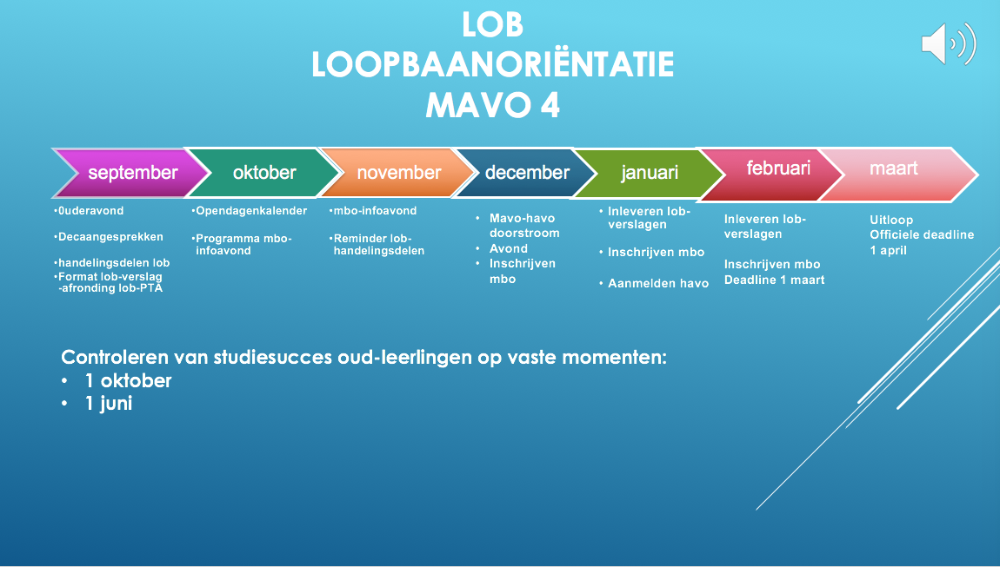 LOB
LOOPBAANORIËNTATIE
MAVO 4
september
oktober
november
december
januari
februari
maart
•0uderavond
•Decaangesprekken
•handelingsdelen lob
•Format lob-verslag
-afronding lob-PTA
•Opendagenkalender
•Programma mbo-
infoavond
•mbo-infoavond
•Reminder lob-
handelingsdelen
• Mavo-havo
doorstroom
• Avond
• Inschrijven
mbo
• Inleveren lob-
verslagen
• Inschrijven mbo
• Aanmelden havo
Inleveren lob-
verslagen
Inschrijven mbo
Deadline 1 maart
Uitloop
Officiele deadline
1 april
Controleren van studiesucces oud-leerlingen op vaste momenten:
• 1 oktober
• 1 juni